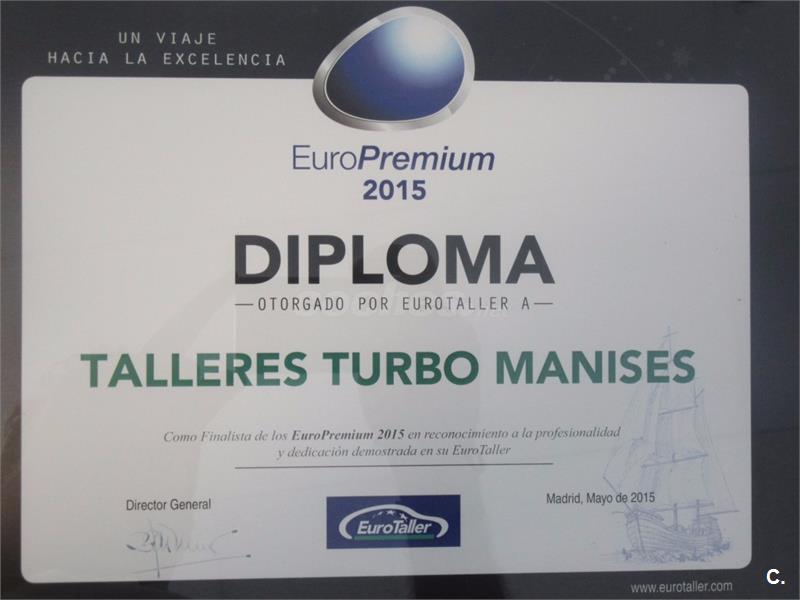 UN VIAJE
HACIA LA EXCELENCIA
EuroPremium
2015
DIPLOMA
—OTORGADO POR EUROTALLER A—
TALLERES TURBO MANISES
Como Finalista de los EuroPremium 2015 en reconocimiento a la profesionalidad
y dedicación demostrada en su EuroTaller
Director General
Madrid, Mayo de 2015
EuroTaller
www.eurotaller.com
C.